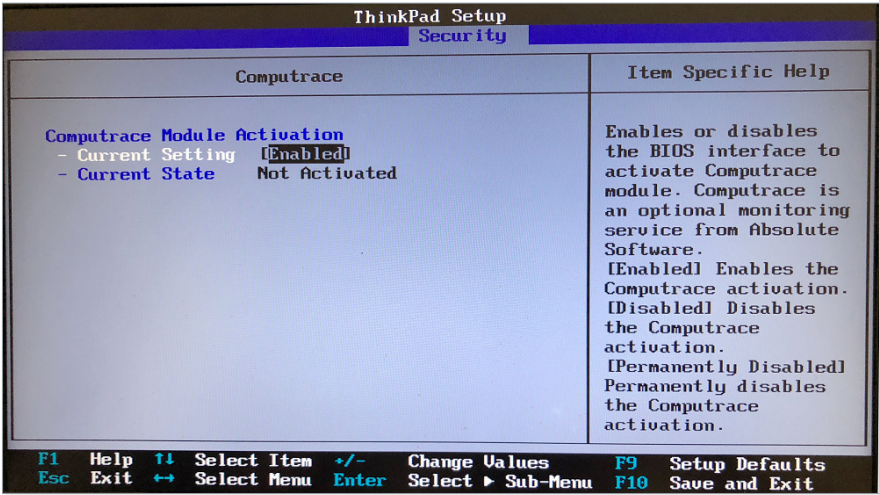 ThinkPad Setup
Security
Computrace
Item Specific Help
Computrace Module Activation
- Current Setting [Enabled]
- Current State Not Activated
Enables or disables
the BIOS interface to
activate Computrace
module. Computrace is
an optional monitoring
service from Absolute
Software.
[Enabled] Enables the
Computrace activation.
[Disabled] Disables
the Computrace
activation.
[Permanently Disabled]
Permanently disables
the Computrace
activation.
F1 Help ↑↓ Select Item +/- Change Values F9 Setup Defaults
Esc Exit ↔ Select Menu Enter Select ▶ Sub-Menu F10 Save and Exit